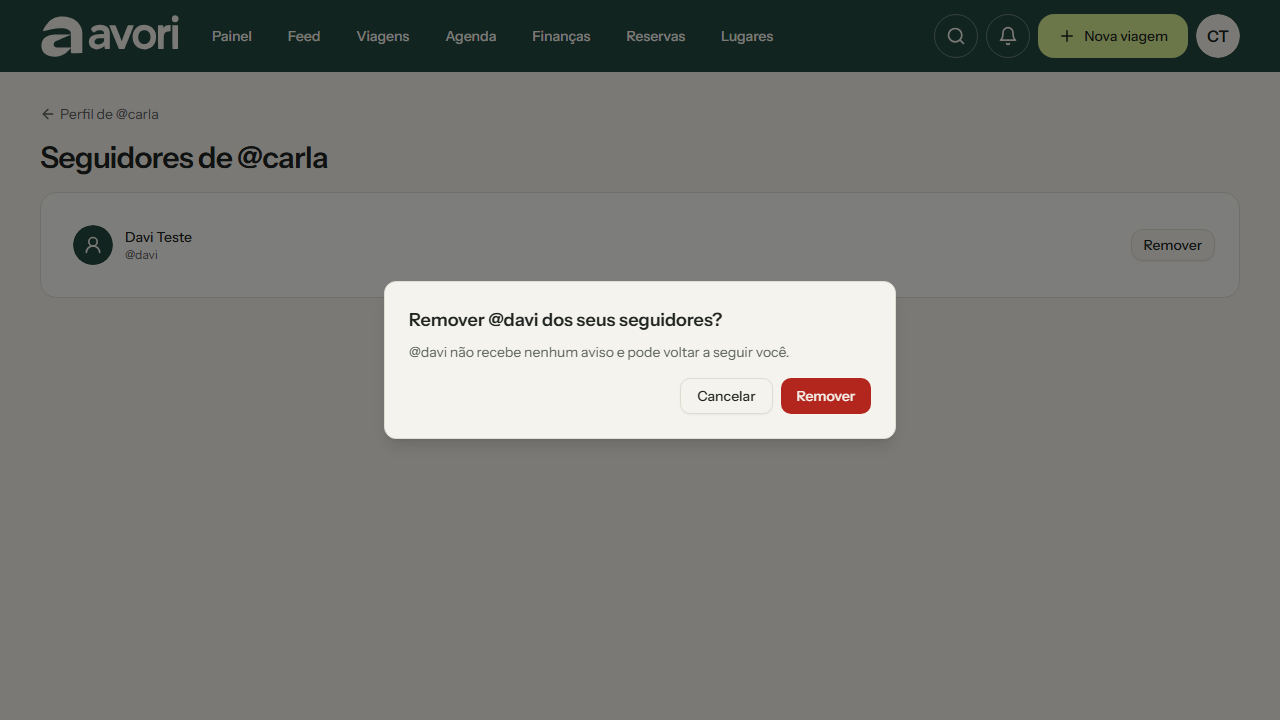 avori
Painel
Feed
Viagens
Agenda
Finanças
Reservas
Lugares
Nova viagem
CT
Perfil de @carla
Seguidores de @carla
Davi Teste
@davi
Remover
Remover @davi dos seus seguidores?
@davi não recebe nenhum aviso e pode voltar a seguir você.
Cancelar
Remover